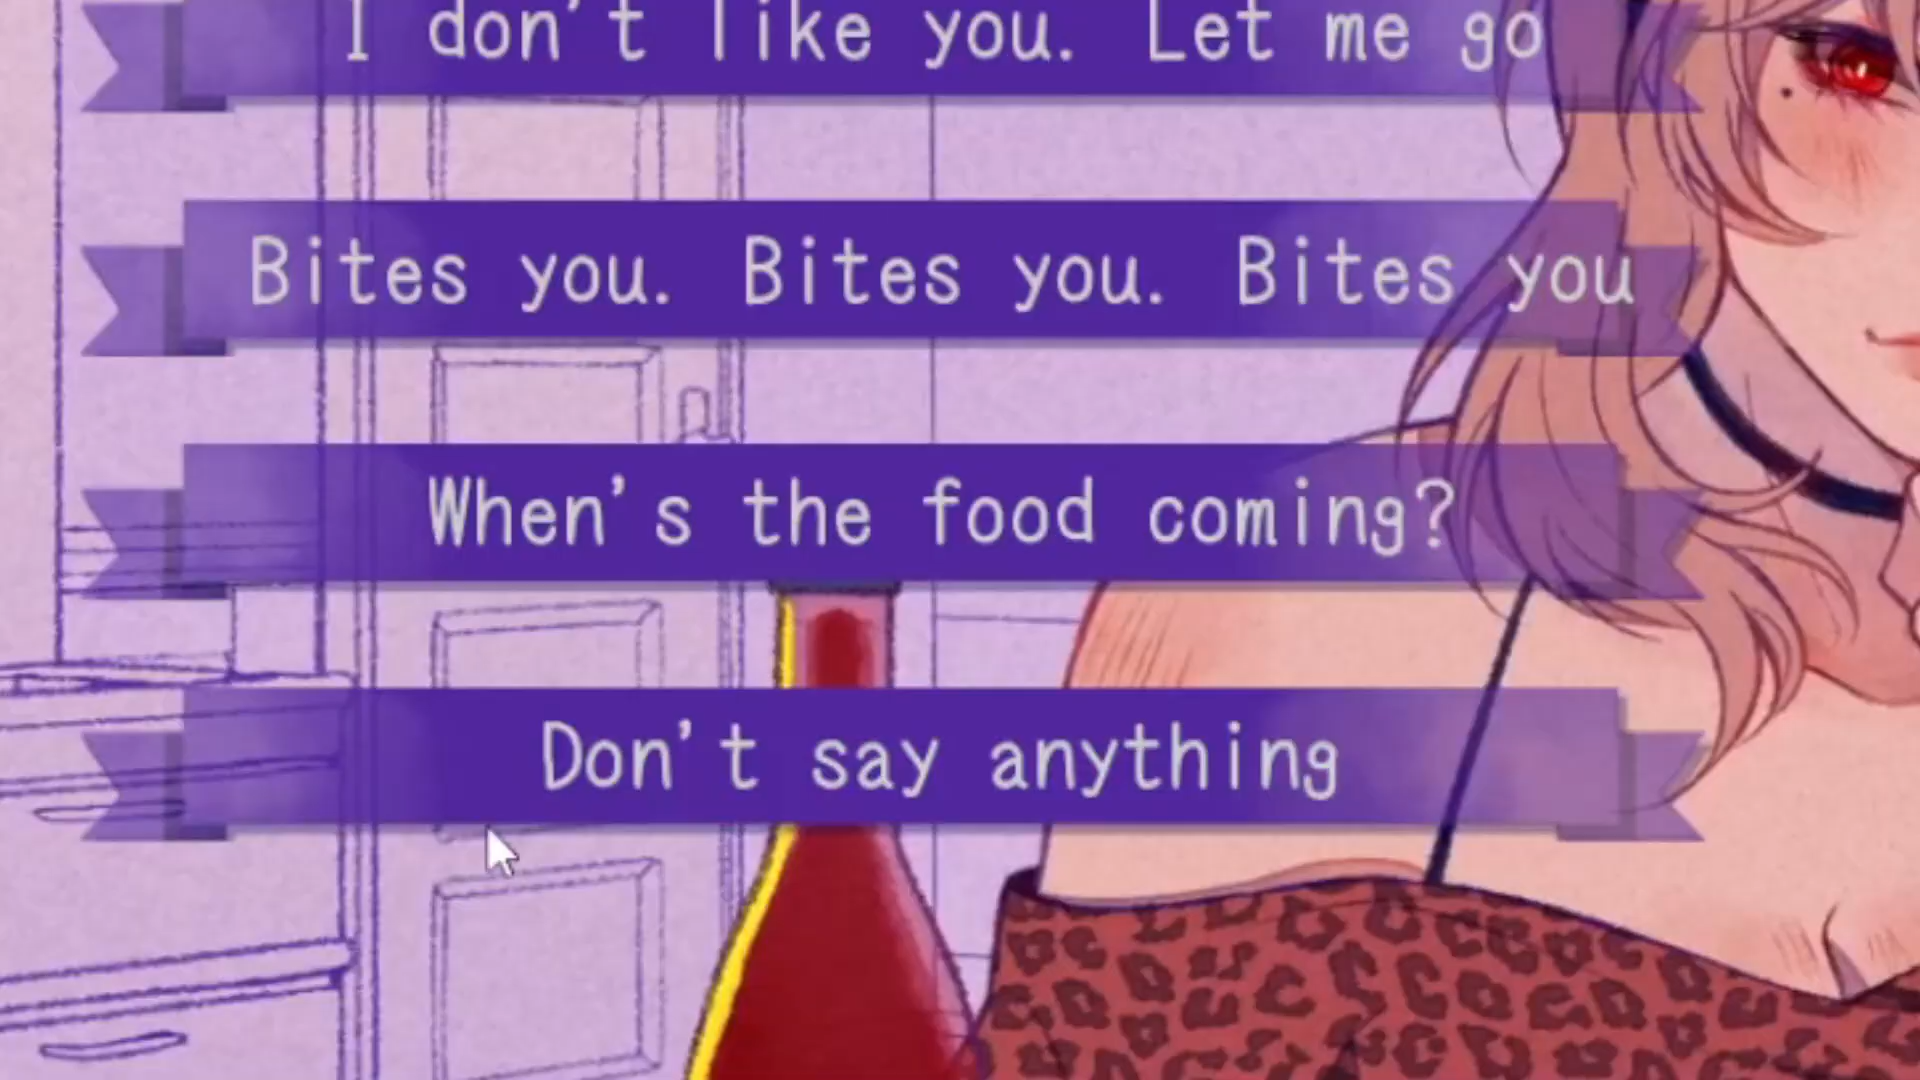 I don't like you. Let me go
Bites you. Bites you. Bites you
When's the food coming?
Don't say anything